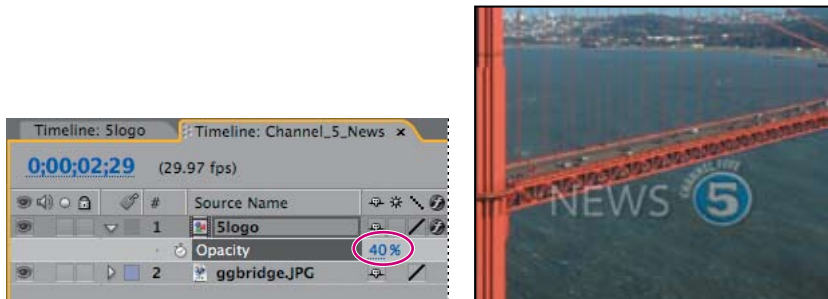 Timeline: 5logo
Timeline: Channel_5_News ×
0;00;02;29 (29.97 fps)
# Source Name
1 5logo
Opacity 40%
2 ggbridge.JPG
NEWS
CHANNEL FIVE
5